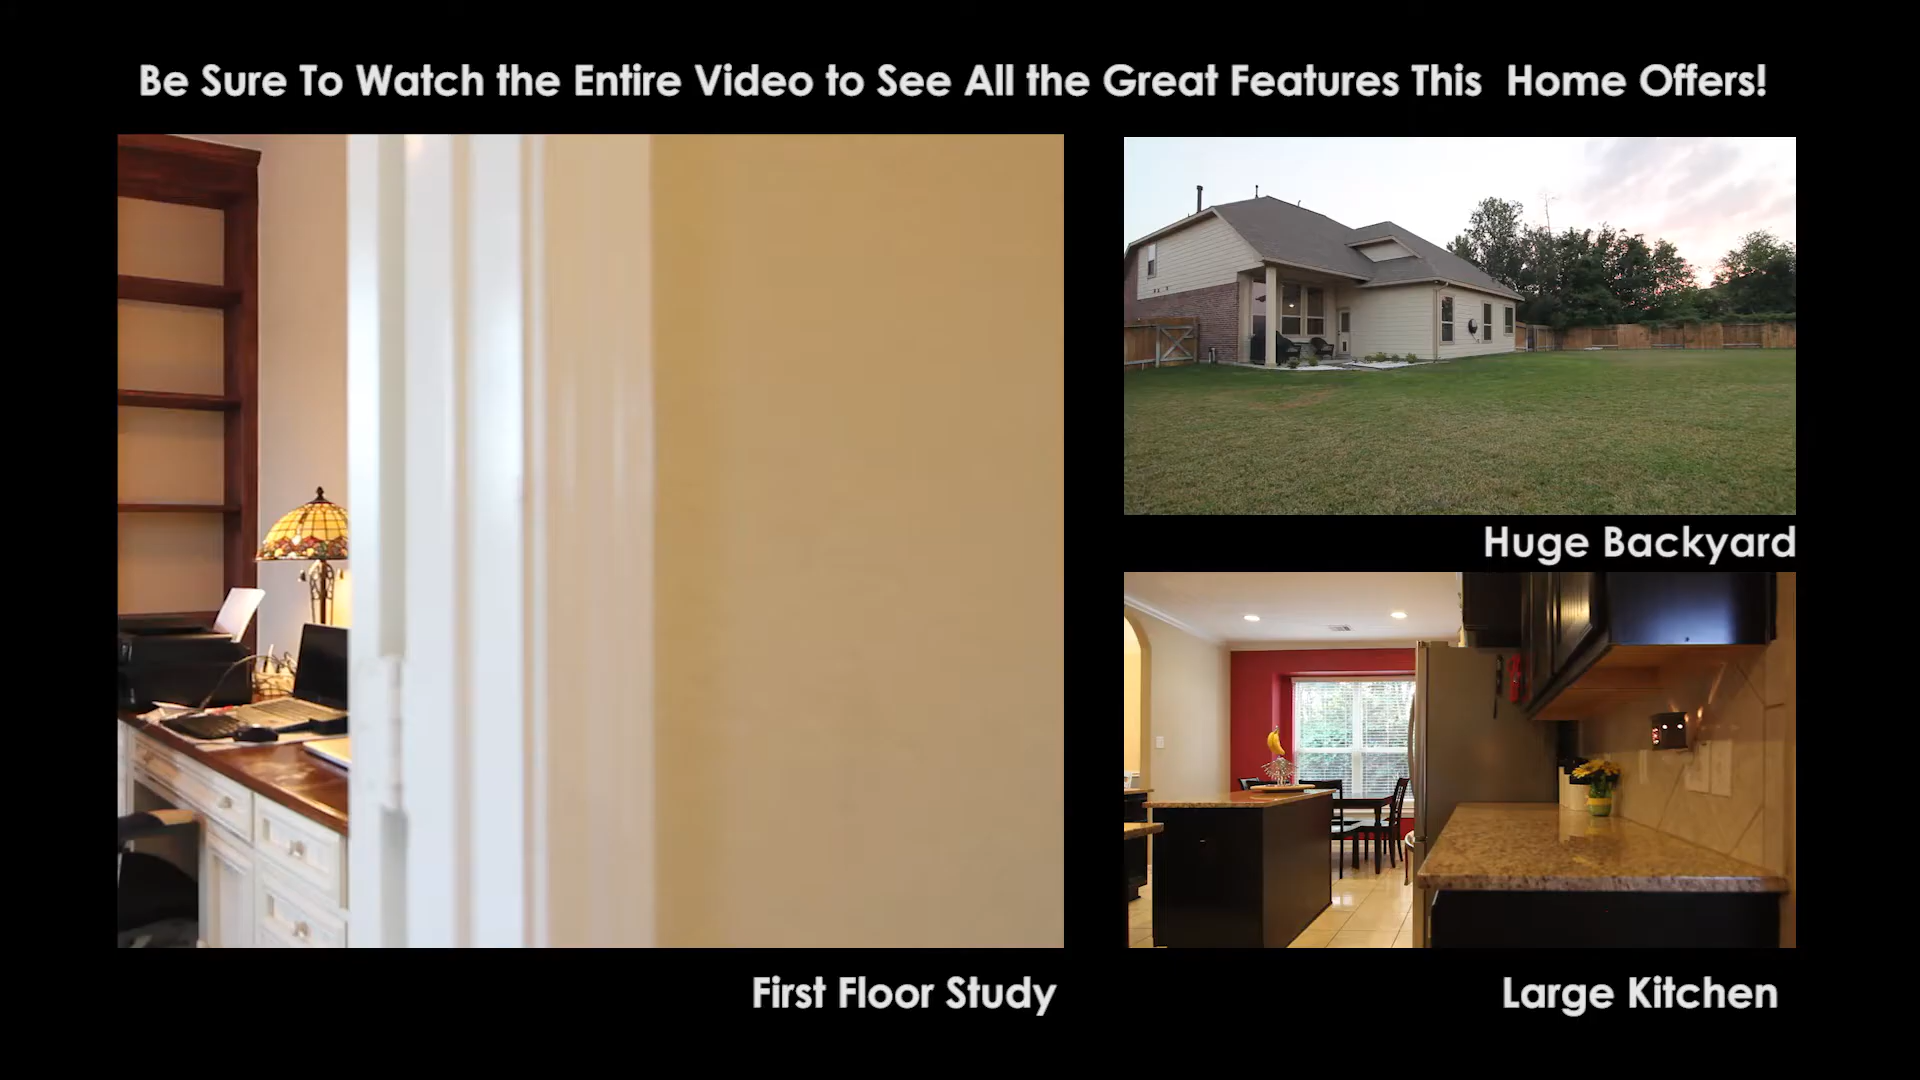 Be Sure To Watch the Entire Video to See All the Great Features This  Home Offers!
Huge Backyard
First Floor Study
Large Kitchen